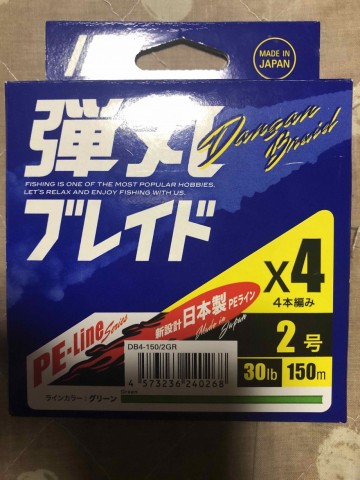 MADE IN
JAPAN
弾丸
Dangan
Braid
FISHING IS ONE OF THE MOST POPULAR HOBBIES.
LET'S RELAX AND ENJOY FISHING WITH US.
ブレイド
X4
4本編み
PE-Line Series
新設計 日本製 PEライン
Made in Japan
2号
DB4-150/2GR
4 573236 240268
30lb 150m
ラインカラー：グリーン
Green